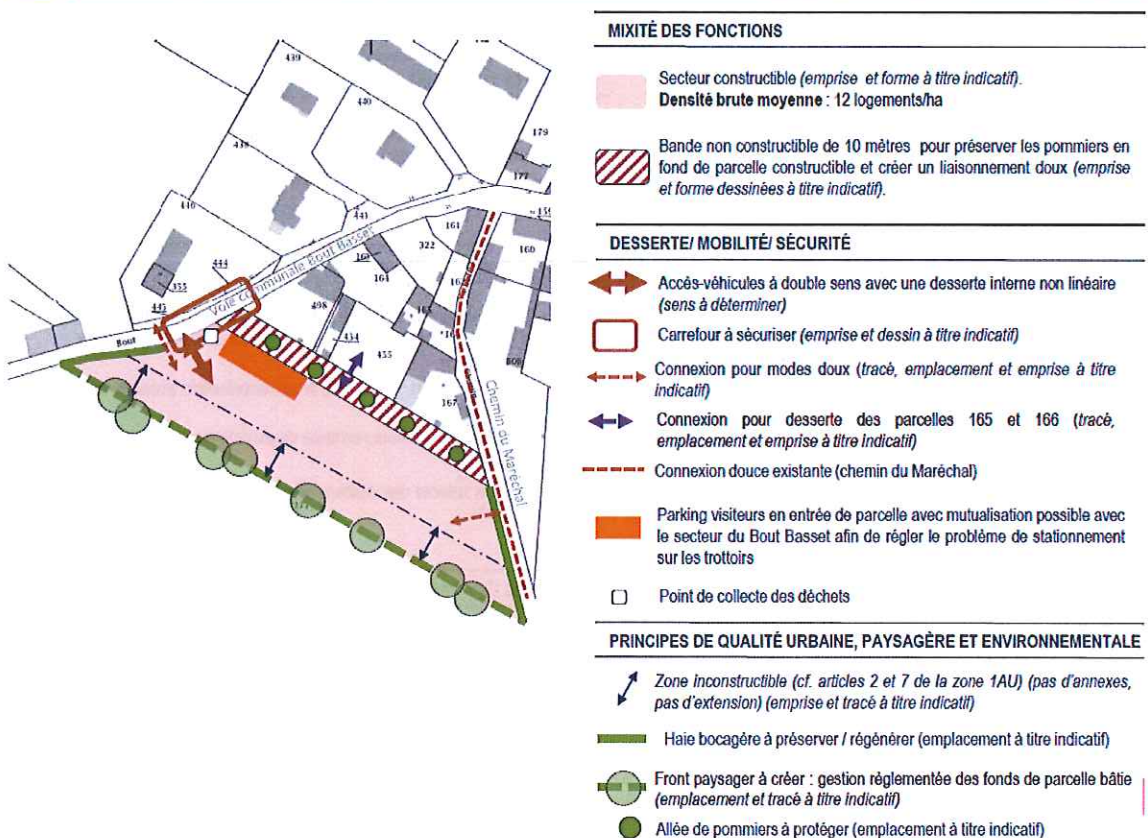 439
440
438
179
177
441
440
444
355
445
Voie communale Bout Basset
Bout
163
164
322
161
160
498
434
455
167
Chemin du Maréchal
MIXITÉ DES FONCTIONS
Secteur constructible (emprise et forme à titre indicatif).
Densité brute moyenne : 12 logements/ha
Bande non constructible de 10 mètres pour préserver les pommiers en
fond de parcelle constructible et créer un liaisonnement doux (emprise
et forme dessinées à titre indicatif).
DESSERTE/ MOBILITÉ/ SÉCURITÉ
Accès-véhicules à double sens avec une desserte interne non linéaire
(sens à déterminer)
Carrefour à sécuriser (emprise et dessin à titre indicatif)
Connexion pour modes doux (tracé, emplacement et emprise à titre
indicatif)
Connexion pour desserte des parcelles 165 et 166 (tracé,
emplacement et emprise à titre indicatif)
Connexion douce existante (chemin du Maréchal)
Parking visiteurs en entrée de parcelle avec mutualisation possible avec
le secteur du Bout Basset afin de régler le problème de stationnement
sur les trottoirs
Point de collecte des déchets
PRINCIPES DE QUALITÉ URBAINE, PAYSAGÈRE ET ENVIRONNEMENTALE
Zone inconstructible (cf. articles 2 et 7 de la zone 1AU) (pas d'annexes,
pas d'extension) (emprise et tracé à titre indicatif)
Haie bocagère à préserver / régénérer (emplacement à titre indicatif)
Front paysager à créer : gestion règlementée des fonds de parcelle bâtie
(emplacement et tracé à titre indicatif)
Allée de pommiers à protéger (emplacement à titre indicatif)